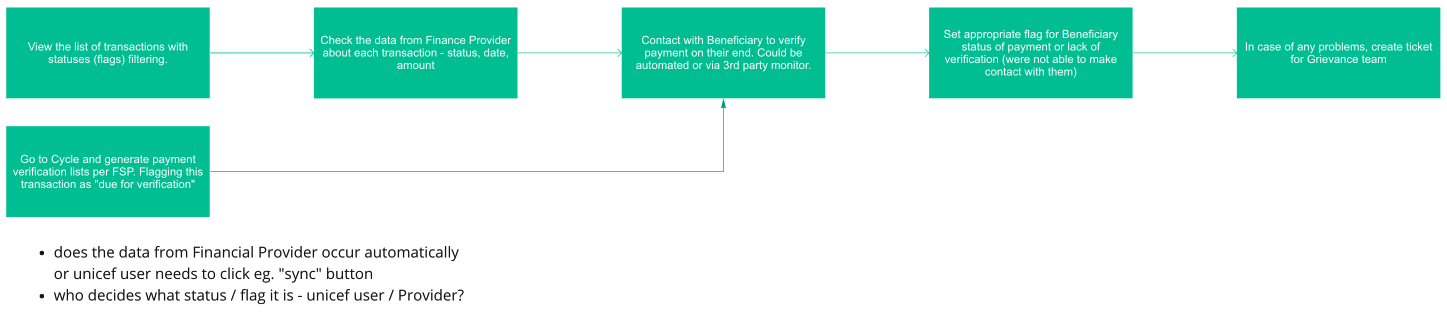 View the list of transactions with
statuses (flags) filtering.
Check the data from Finance Provider
about each transaction - status, date,
amount
Contact with Beneficiary to verify
payment on their end. Could be
automated or via 3rd party monitor.
Set appropriate flag for Beneficiary
status of payment or lack of
verification (were not able to make
contact with them)
In case of any problems, create ticket
for Grievance team
Go to Cycle and generate payment
verification lists per FSP. Flagging this
transaction as "due for verification"
• does the data from Financial Provider occur automatically
or unicef user needs to click eg. "sync" button
• who decides what status / flag it is - unicef user / Provider?